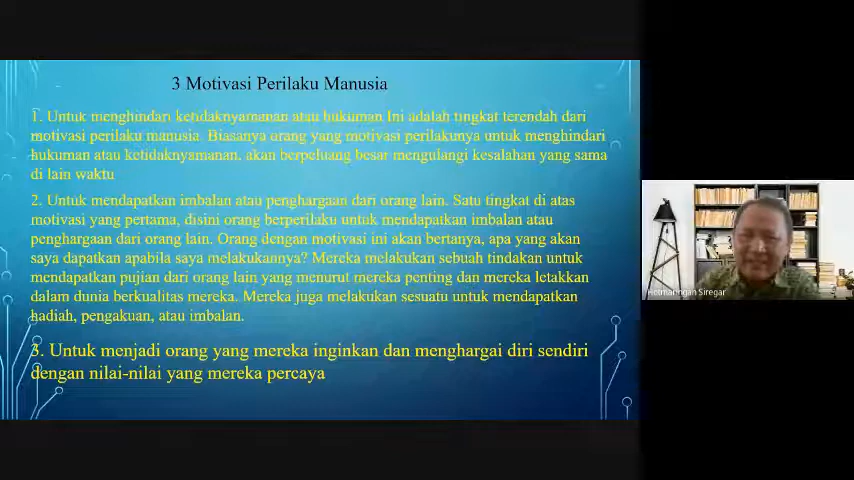 3 Motivasi Perilaku Manusia
1. Untuk menghindari ketidaknyamanan atau hukuman Ini adalah tingkat terendah dari
motivasi perilaku manusia. Biasanya orang yang motivasi perilakunya untuk menghindari
hukuman atau ketidaknyamanan, akan berpeluang besar mengulangi kesalahan yang sama
di lain waktu
2. Untuk mendapatkan imbalan atau penghargaan dari orang lain. Satu tingkat di atas
motivasi yang pertama, disini orang berperilaku untuk mendapatkan imbalan atau
penghargaan dari orang lain. Orang dengan motivasi ini akan bertanya, apa yang akan
saya dapatkan apabila saya melakukannya? Mereka melakukan sebuah tindakan untuk
mendapatkan pujian dari orang lain yang menurut mereka penting dan mereka letakkan
dalam dunia berkualitas mereka. Mereka juga melakukan sesuatu untuk mendapatkan
hadiah, pengakuan, atau imbalan.
3. Untuk menjadi orang yang mereka inginkan dan menghargai diri sendiri
dengan nilai-nilai yang mereka percaya
Siregar